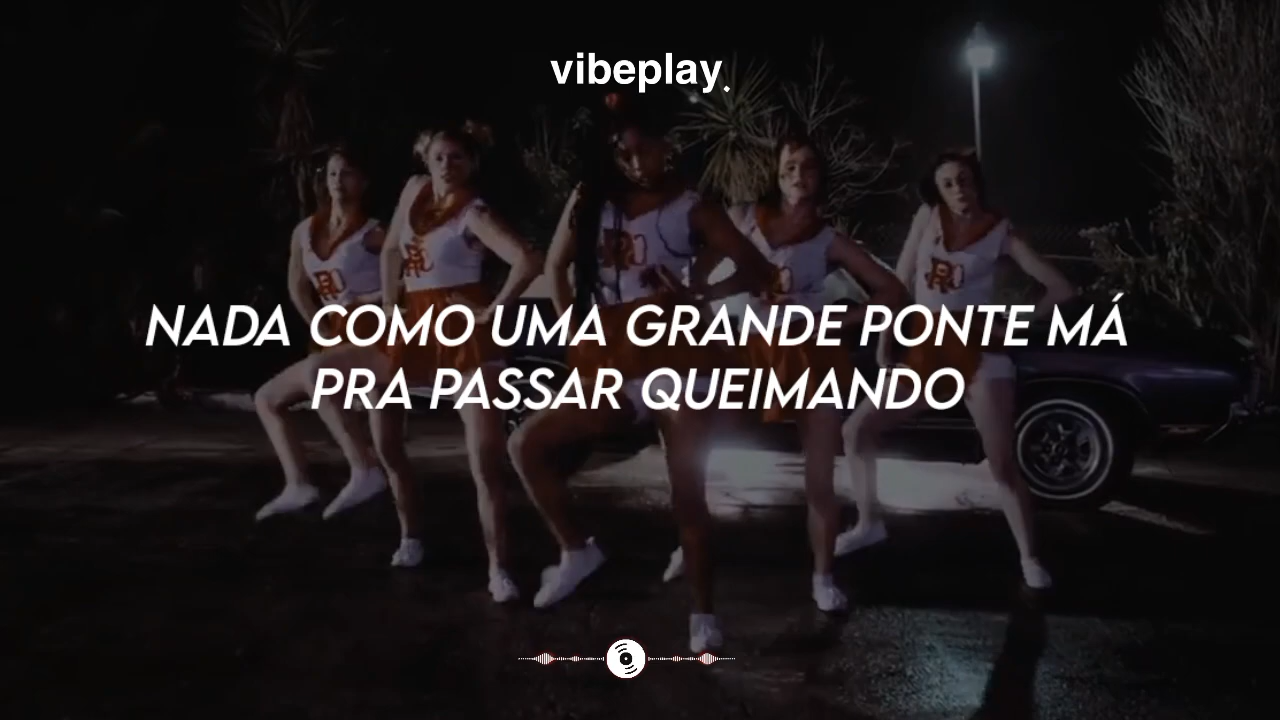 vibeplay.
NADA COMO UMA GRANDE PONTE MÁ
PRA PASSAR QUEIMANDO